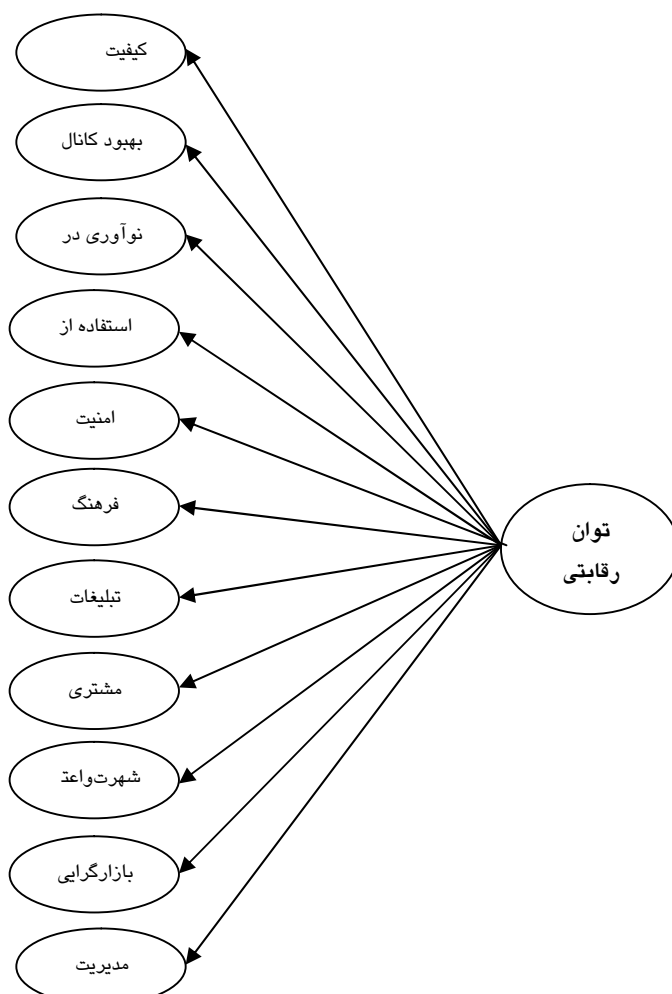 کیفیت
بهبود کانال
نوآوری در
استفاده از
امنیت
فرهنگ
تبلیغات
مشتری
شهرت‌واعت
بازارگرایی
مدیریت
توان
رقابتی